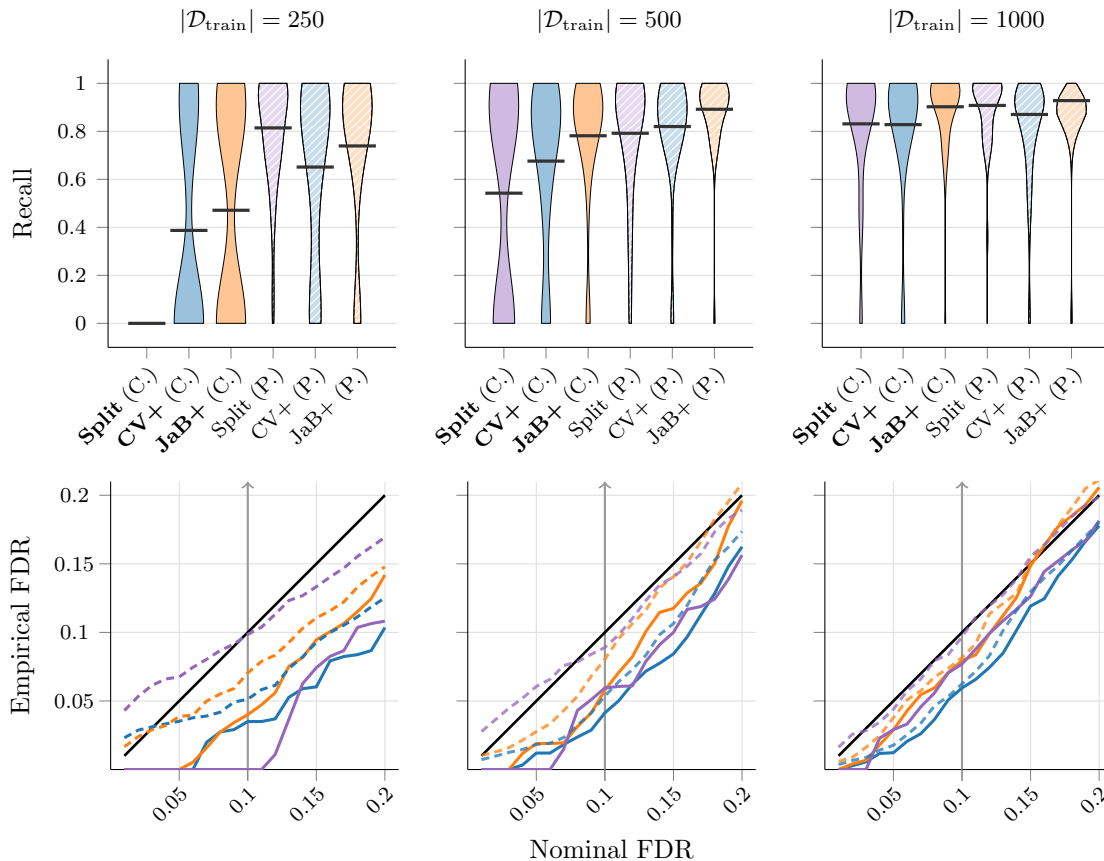 |𝒟train| = 250
|𝒟train| = 500
|𝒟train| = 1000
Recall
1
0.8
0.6
0.4
0.2
0
Split (C.)
CV+ (C.)
JaB+ (C.)
Split (P.)
CV+ (P.)
JaB+ (P.)
Split (C.)
CV+ (C.)
JaB+ (C.)
Split (P.)
CV+ (P.)
JaB+ (P.)
Split (C.)
CV+ (C.)
JaB+ (C.)
Split (P.)
CV+ (P.)
JaB+ (P.)
Empirical FDR
0.2
0.15
0.1
0.05
0.05
0.1
0.15
0.2
0.05
0.1
0.15
0.2
0.05
0.1
0.15
0.2
Nominal FDR